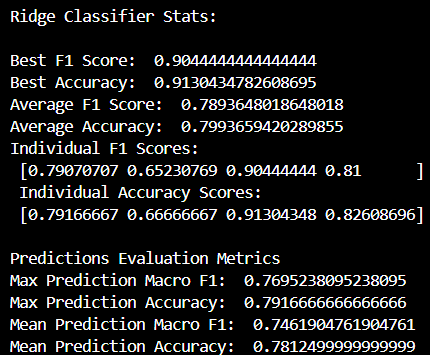 Ridge Classifier Stats:
Best F1 Score:  0.9044444444444444
Best Accuracy:  0.9130434782608695
Average F1 Score:  0.7893648018648018
Average Accuracy:  0.7993659420289855
Individual F1 Scores:
 [0.79070707 0.65230769 0.90444444 0.81      ]
 Individual Accuracy Scores:
 [0.79166667 0.66666667 0.91304348 0.82608696]
Predictions Evaluation Metrics
Max Prediction Macro F1:  0.7695238095238095
Max Prediction Accuracy:  0.7916666666666666
Mean Prediction Macro F1:  0.7461904761904761
Mean Prediction Accuracy:  0.7812499999999999